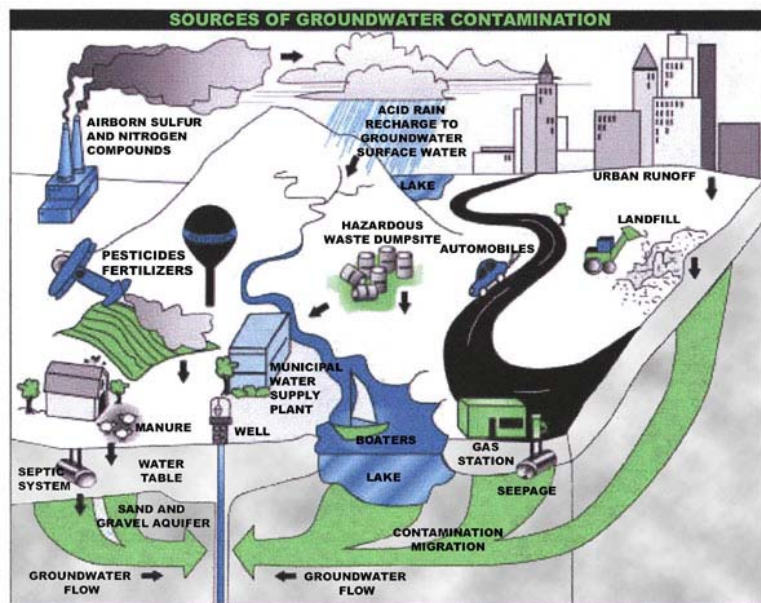 SOURCES OF GROUNDWATER CONTAMINATION
AIRBORN SULFUR
AND NITROGEN
COMPOUNDS
ACID RAIN
RECHARGE TO
GROUNDWATER
SURFACE WATER
LAKE
URBAN RUNOFF
LANDFILL
HAZARDOUS
WASTE DUMPSITE
AUTOMOBILES
PESTICIDES
FERTILIZERS
MUNICIPAL
WATER
SUPPLY
PLANT
MANURE
WELL
BOATERS
GAS
STATION
SEPTIC
SYSTEM
WATER
TABLE
LAKE
SEEPAGE
SAND AND
GRAVEL AQUIFER
CONTAMINATION
MIGRATION
GROUNDWATER
FLOW
GROUNDWATER
FLOW